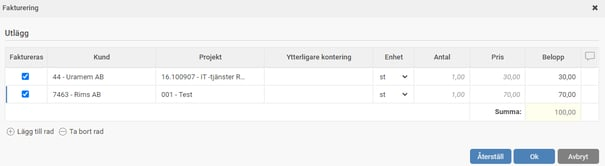 Fakturering
Utlägg
Faktureras Kund Projekt Ytterligare kontering Enhet Antal Pris Belopp
44 - Uramem AB 16.100907 - IT -tjänster R... st 1,00 30,00 30,00
7463 - Rims AB 001 - Test st 1,00 70,00 70,00
Summa: 100,00
Lägg till rad Ta bort rad
Återställ Ok Avbryt